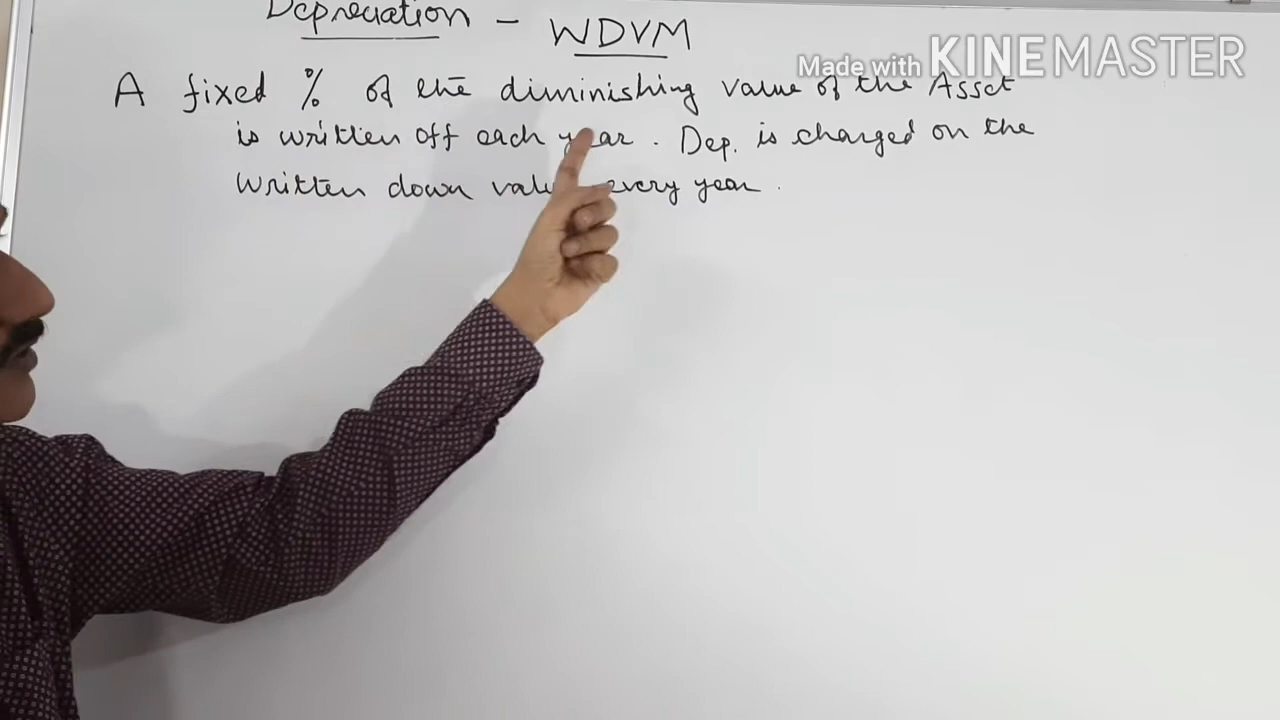 Depreciation - WDVM
Made with KINEMASTER
A fixed % of the diminishing value of the Asset
is written off each year. Dep. is charged on the
Written down value every year.